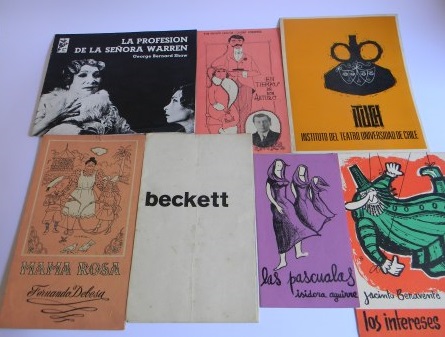 LA PROFESION
DE LA SEÑORA WARREN
George Bernard Shaw
ITUCH
INSTITUTO DEL TEATRO UNIVERSIDAD DE CHILE
MAMA ROSA
Fernando Debesa
beckett
las pascualas
isidora aguirre
Jacinto Benavente
los intereses